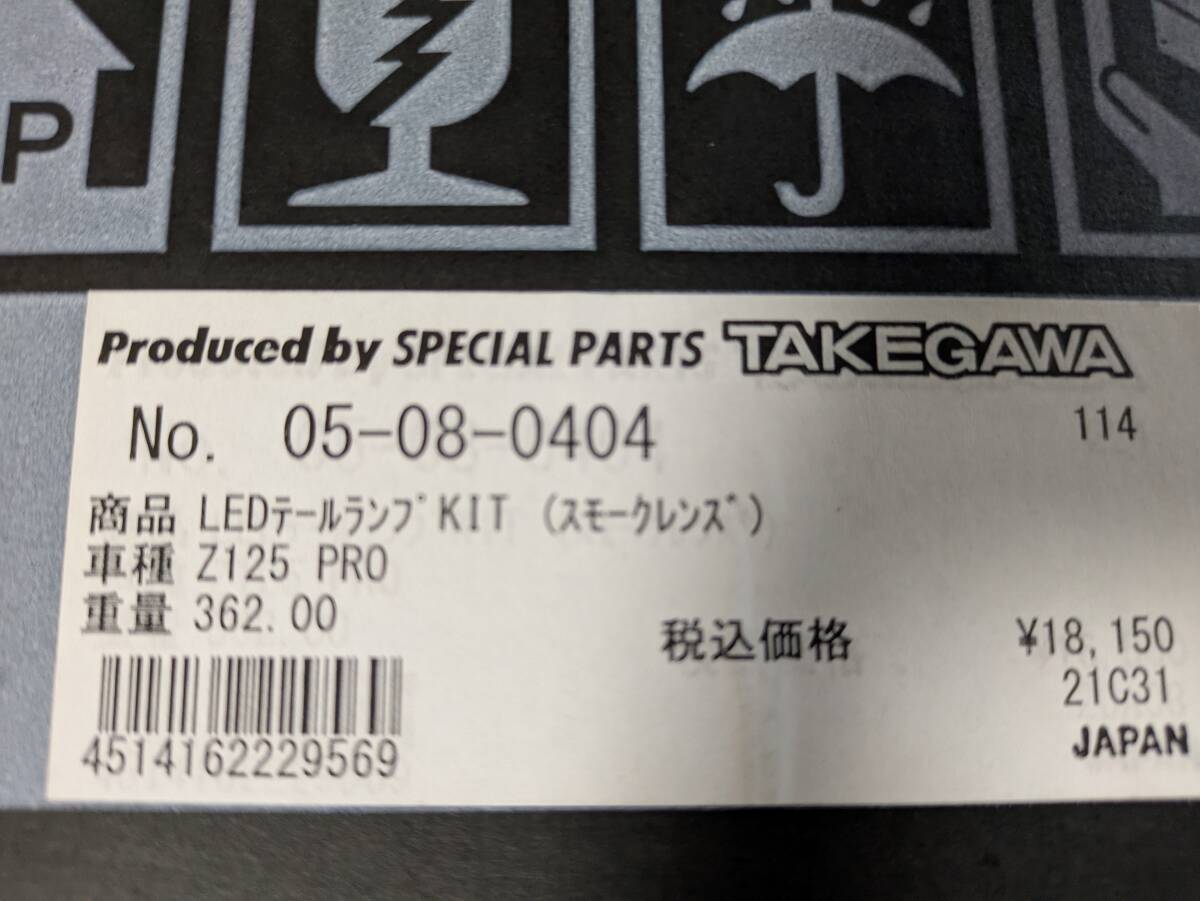 P
Produced by SPECIAL PARTS TAKEGAWA
No. 05-08-0404
114
商品 LEDﾃｰﾙﾗﾝﾌﾟKIT (ｽﾓｰｸﾚﾝｽﾞ)
車種 Z125 PRO
重量 362.00
税込価格 ¥18,150
21C31
JAPAN
4514162229569